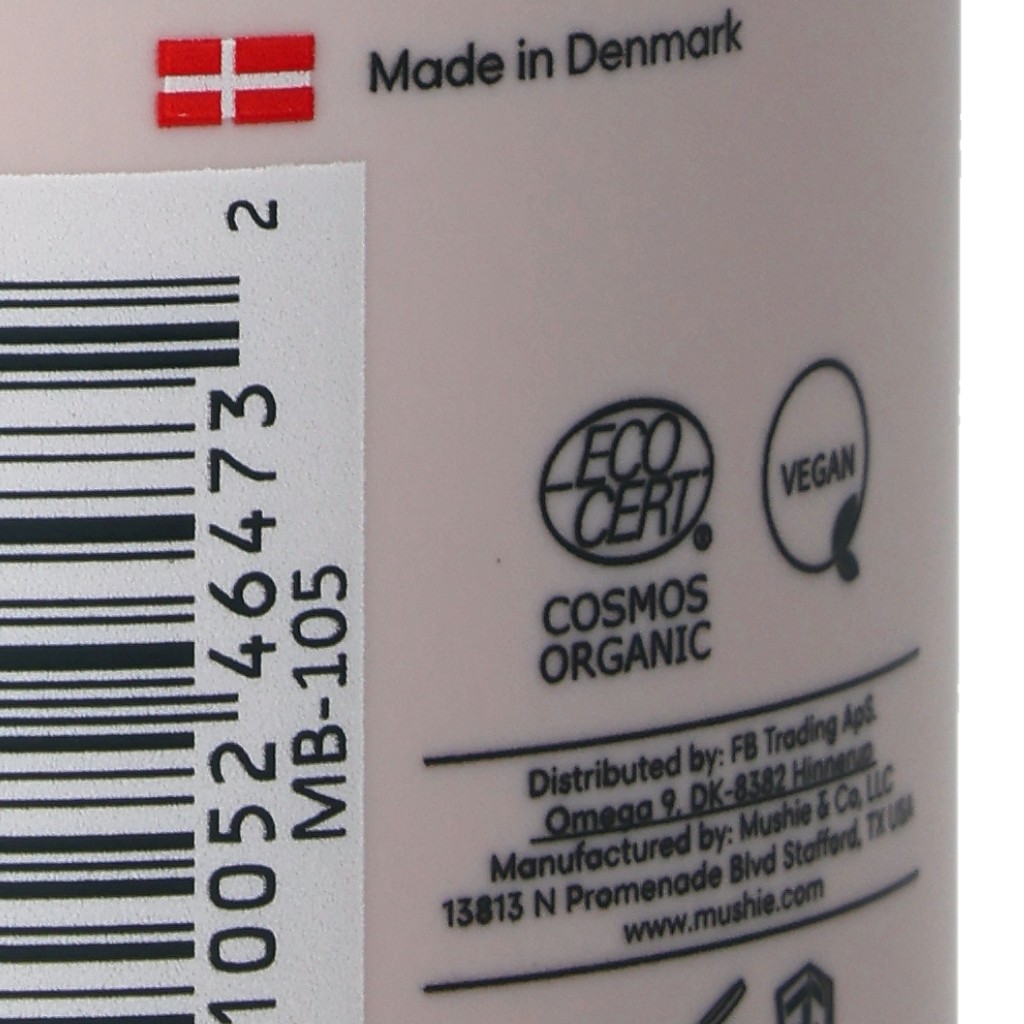 Made in Denmark
2
10052 46473
MB-105
ECO
CERT®
COSMOS
ORGANIC
VEGAN
Distributed by: FB Trading ApS.
Omega 9, DK-8382 Hinnerup
Manufactured by: Mushie & Co, LLC
13813 N Promenade Blvd Stafford, TX USA
www.mushie.com